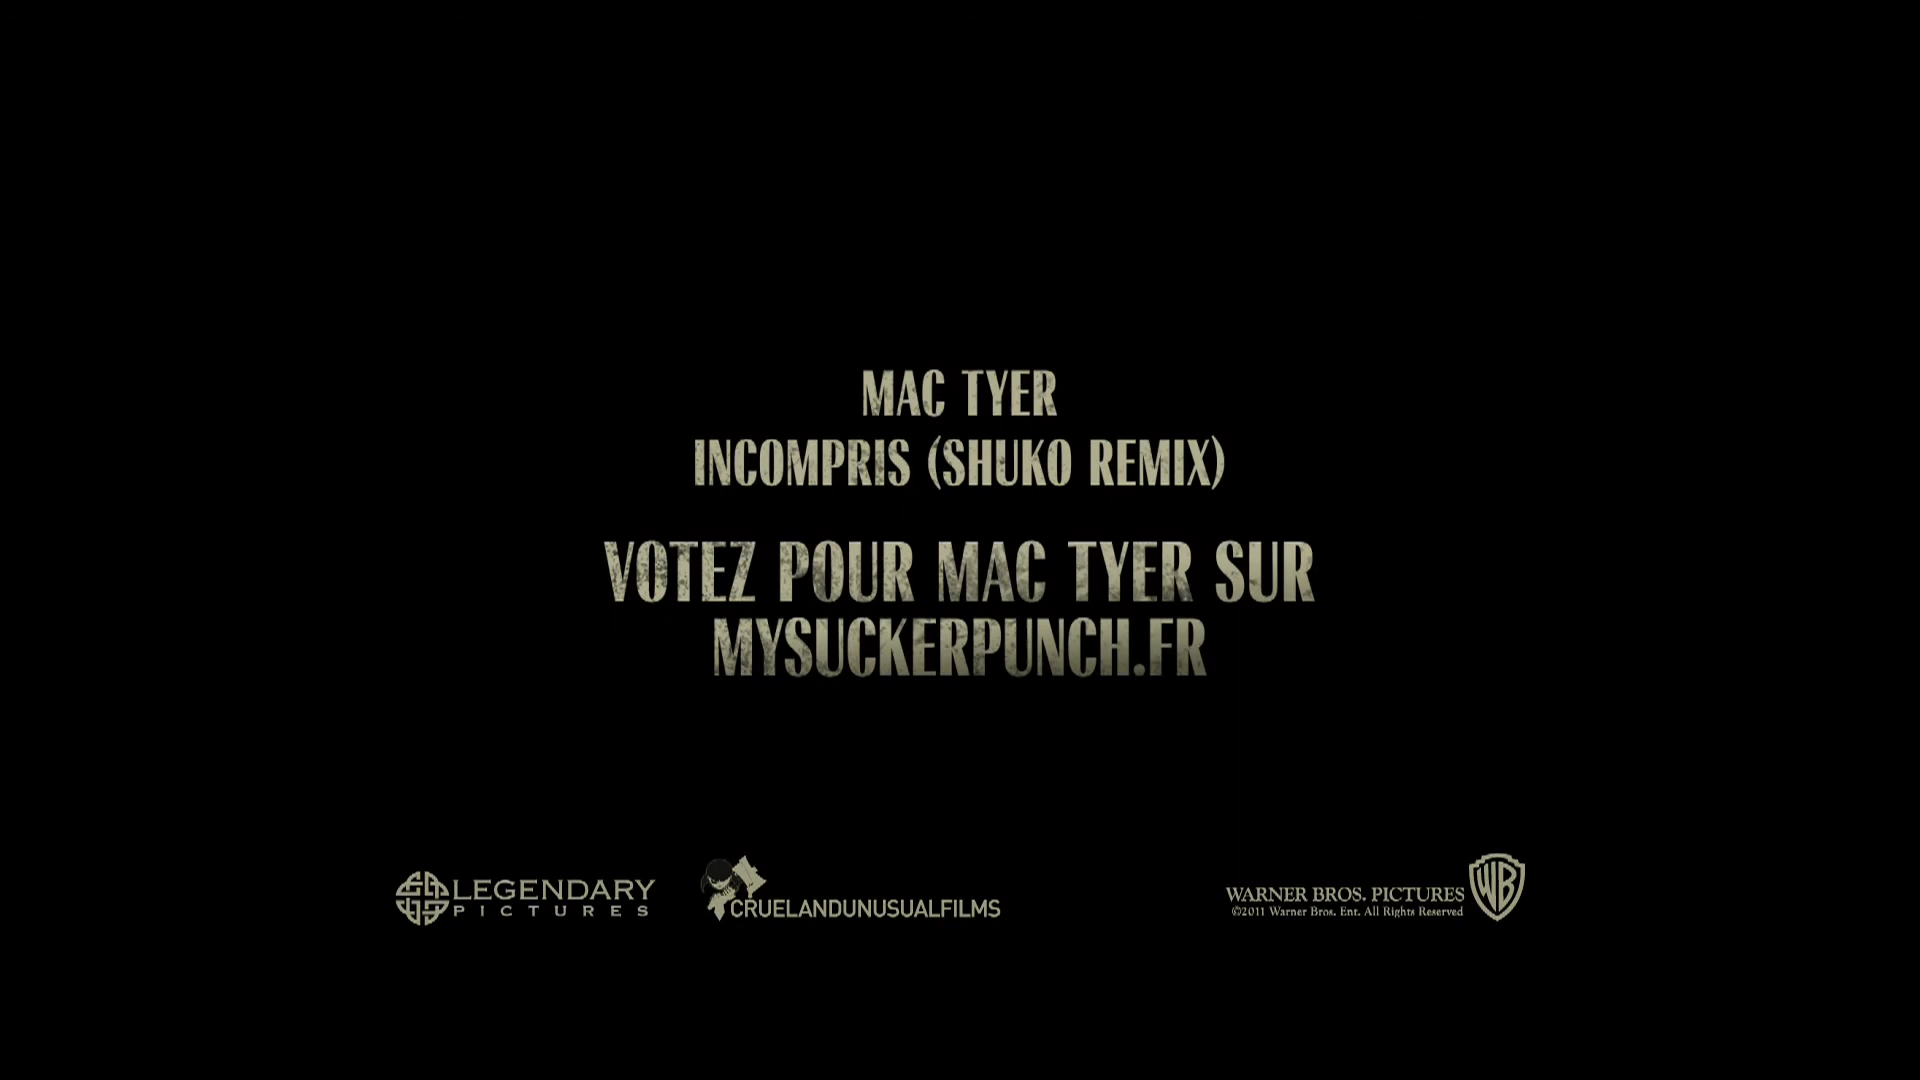 MAC TYER
INCOMPRIS (SHUKO REMIX)
VOTEZ POUR MAC TYER SUR
MYSUCKERPUNCH.FR
LEGENDARY
PICTURES
CRUELANDUNUSUALFILMS
WARNER BROS. PICTURES
©2011 Warner Bros. Ent. All Rights Reserved
WB